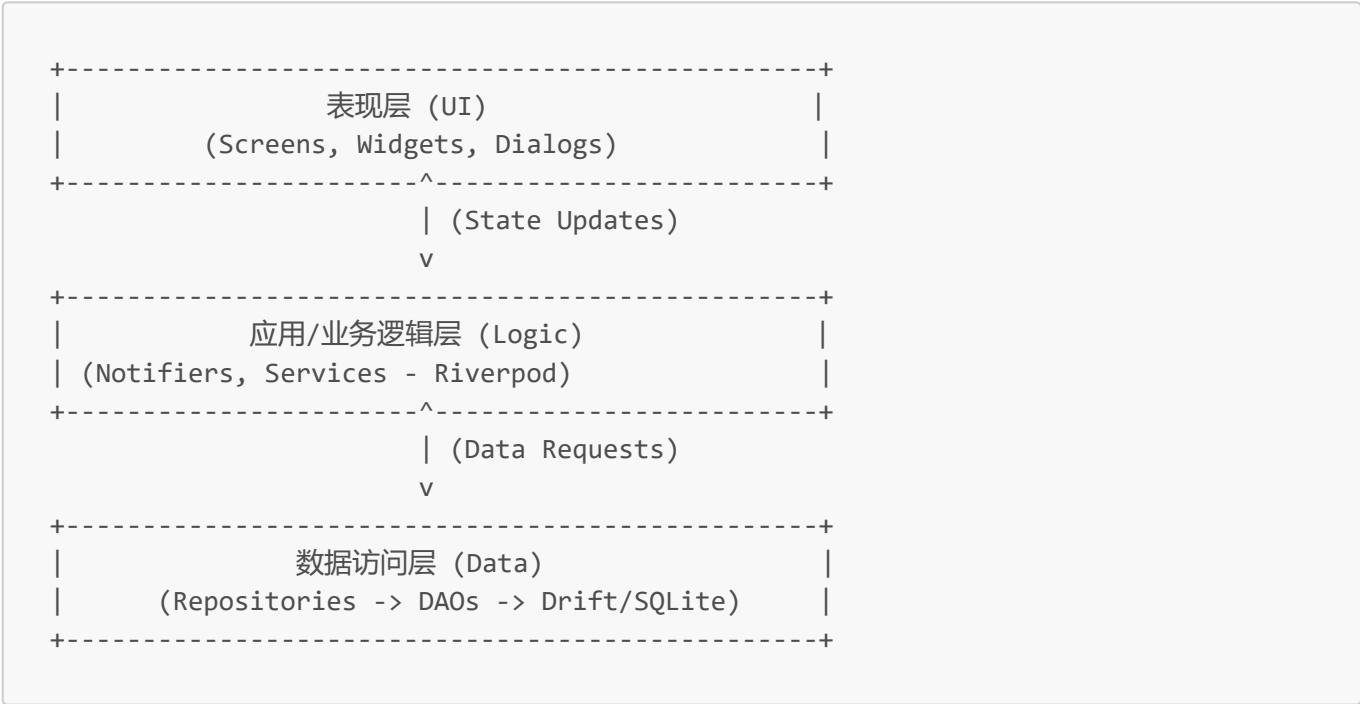 +-------------------------------------------------+
|                 表现层 (UI)                     |
|         (Screens, Widgets, Dialogs)             |
+-----------------------^-------------------------+
                        | (State Updates)
                        v
+-------------------------------------------------+
|            应用/业务逻辑层 (Logic)               |
| (Notifiers, Services - Riverpod)                |
+-----------------------^-------------------------+
                        | (Data Requests)
                        v
+-------------------------------------------------+
|               数据访问层 (Data)                  |
|      (Repositories -> DAOs -> Drift/SQLite)     |
+-------------------------------------------------+